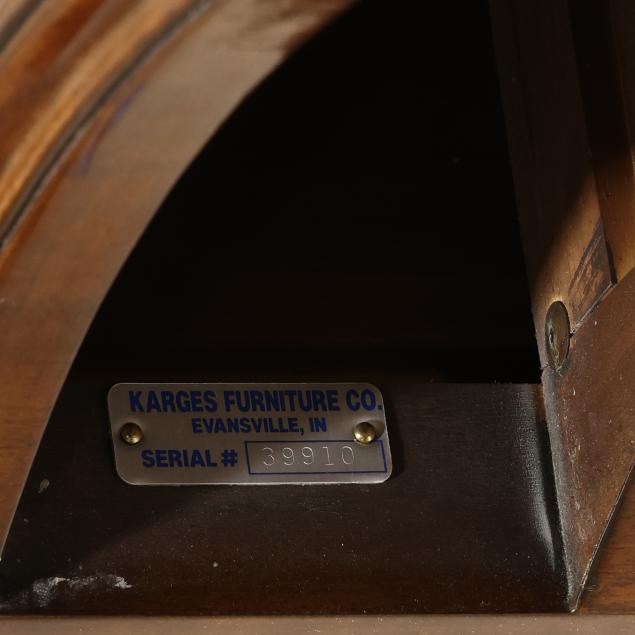 KARGES FURNITURE CO.
EVANSVILLE, IN
SERIAL # 39910